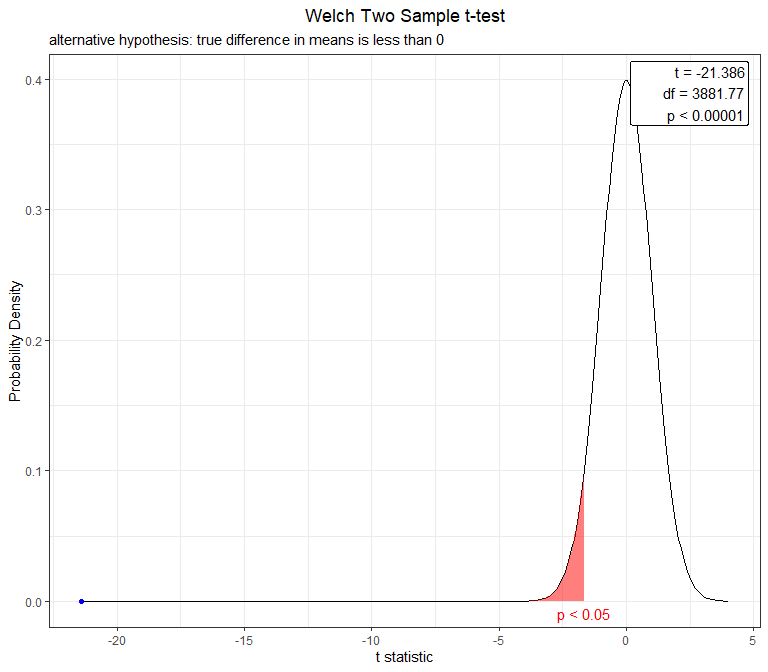 Welch Two Sample t-test
alternative hypothesis: true difference in means is less than 0
t = -21.386
df = 3881.77
p < 0.00001
Probability Density
0.4
0.3
0.2
0.1
0.0
p < 0.05
-20 -15 -10 -5 0 5
t statistic